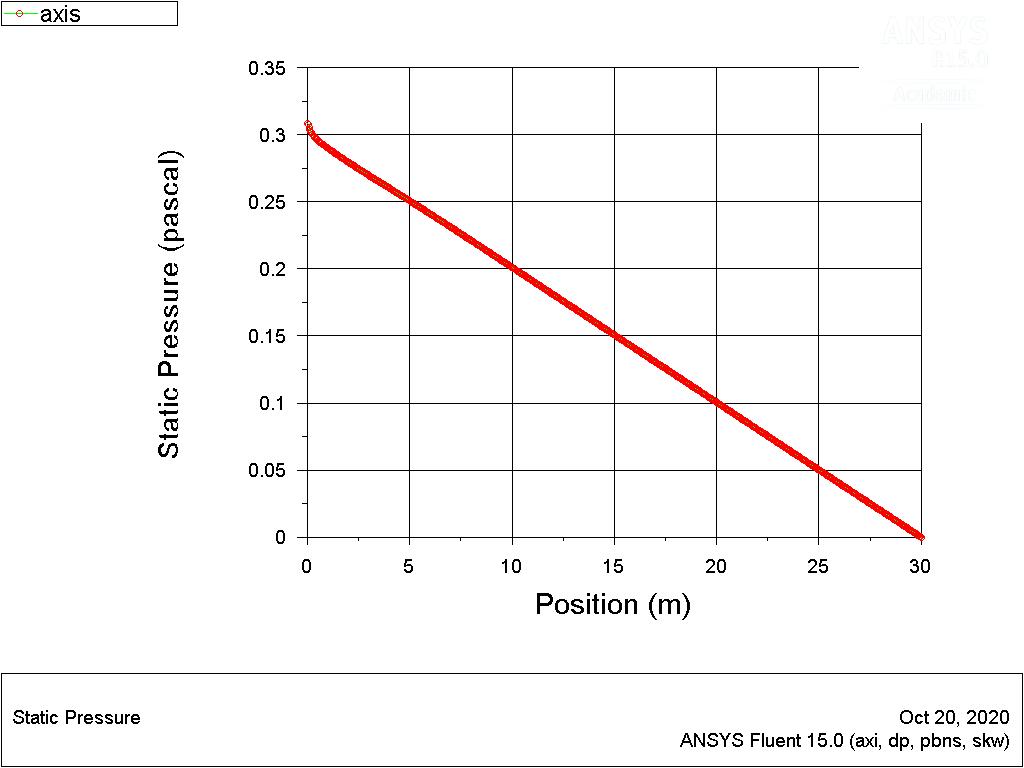 axis
ANSYS
R15.0
Academic
0.35
0.3
0.25
0.2
0.15
0.1
0.05
0
Static Pressure (pascal)
0 5 10 15 20 25 30
Position (m)
Static Pressure
Oct 20, 2020
ANSYS Fluent 15.0 (axi, dp, pbns, skw)